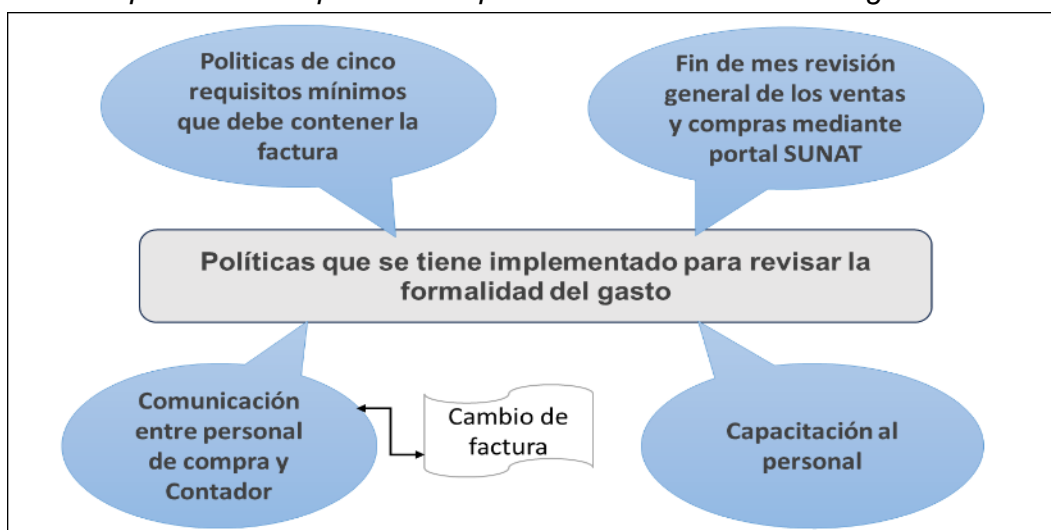 Politicas de cinco
requisitos mínimos
que debe contener la
factura
Fin de mes revisión
general de los ventas
y compras mediante
portal SUNAT
Políticas que se tiene implementado para revisar la
formalidad del gasto
Comunicación
entre personal
de compra y
Contador
Cambio de
factura
Capacitación al
personal